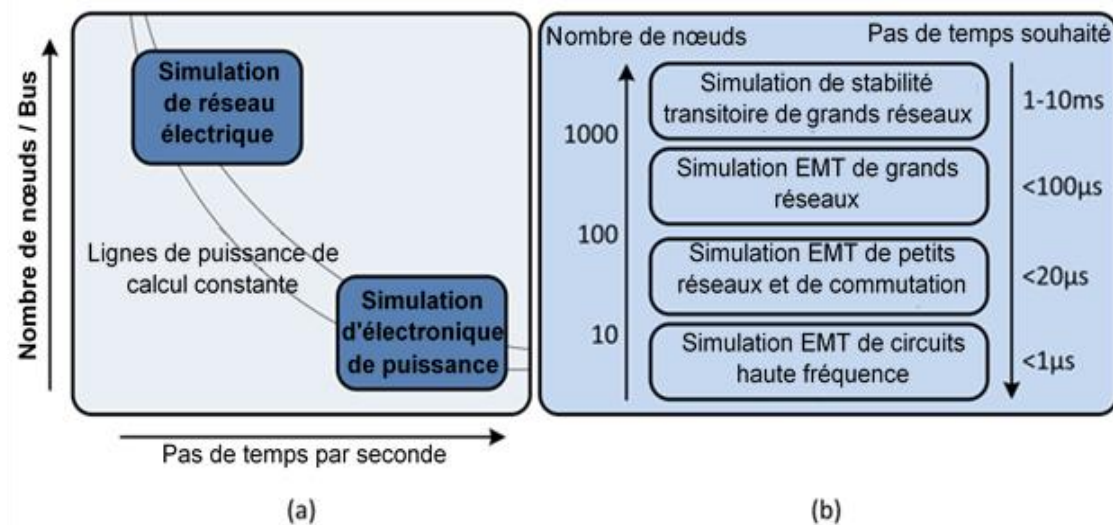 Nombre de nœuds / Bus
Simulation
de réseau
électrique
Lignes de puissance de
calcul constante
Simulation
d'électronique
de puissance
Pas de temps par seconde
(a)
Nombre de nœuds
Pas de temps souhaité
1000
100
10
Simulation de stabilité
transitoire de grands réseaux
Simulation EMT de grands
réseaux
Simulation EMT de petits
réseaux et de commutation
Simulation EMT de circuits
haute fréquence
1-10ms
<100µs
<20µs
<1µs
(b)